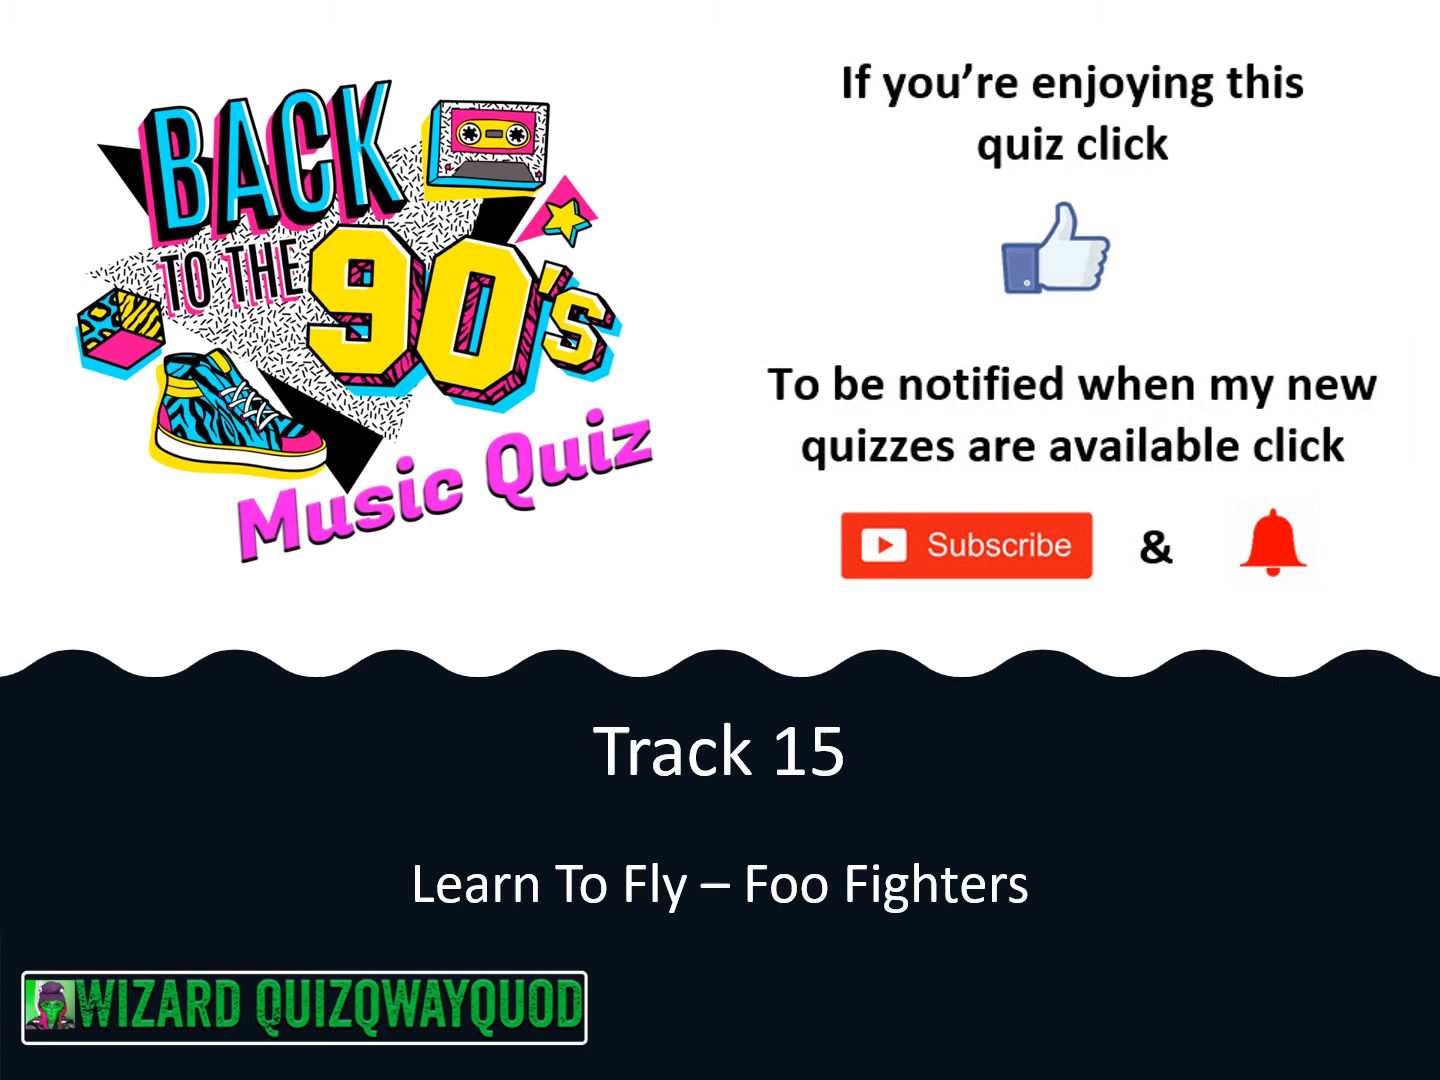 BACK
TO THE 90's
Music Quiz
If you’re enjoying this
quiz click
To be notified when my new
quizzes are available click
Subscribe &
Track 15
Learn To Fly – Foo Fighters
WIZARD QUIZQWAYQUOD